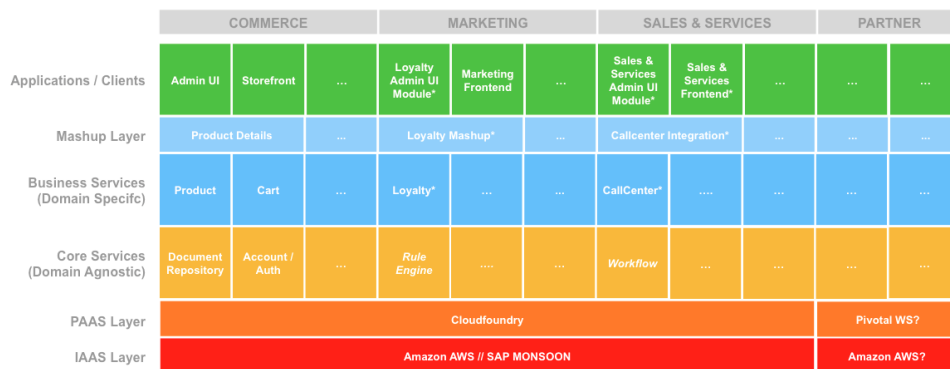 COMMERCE MARKETING SALES & SERVICES PARTNER
Applications / Clients
Admin UI
Storefront
...
Loyalty
Admin UI
Module*
Marketing
Frontend
...
Sales &
Services
Admin UI
Module*
Sales &
Services
Frontend*
...
...
...
Mashup Layer
Product Details
...
Loyalty Mashup*
...
Callcenter Integration*
...
...
...
Business Services
(Domain Specifc)
Product
Cart
...
Loyalty*
...
...
CallCenter*
....
...
...
...
Core Services
(Domain Agnostic)
Document
Repository
Account /
Auth
...
Rule
Engine
....
...
Workflow
...
...
...
...
PAAS Layer
Cloudfoundry
Pivotal WS?
IAAS Layer
Amazon AWS // SAP MONSOON
Amazon AWS?